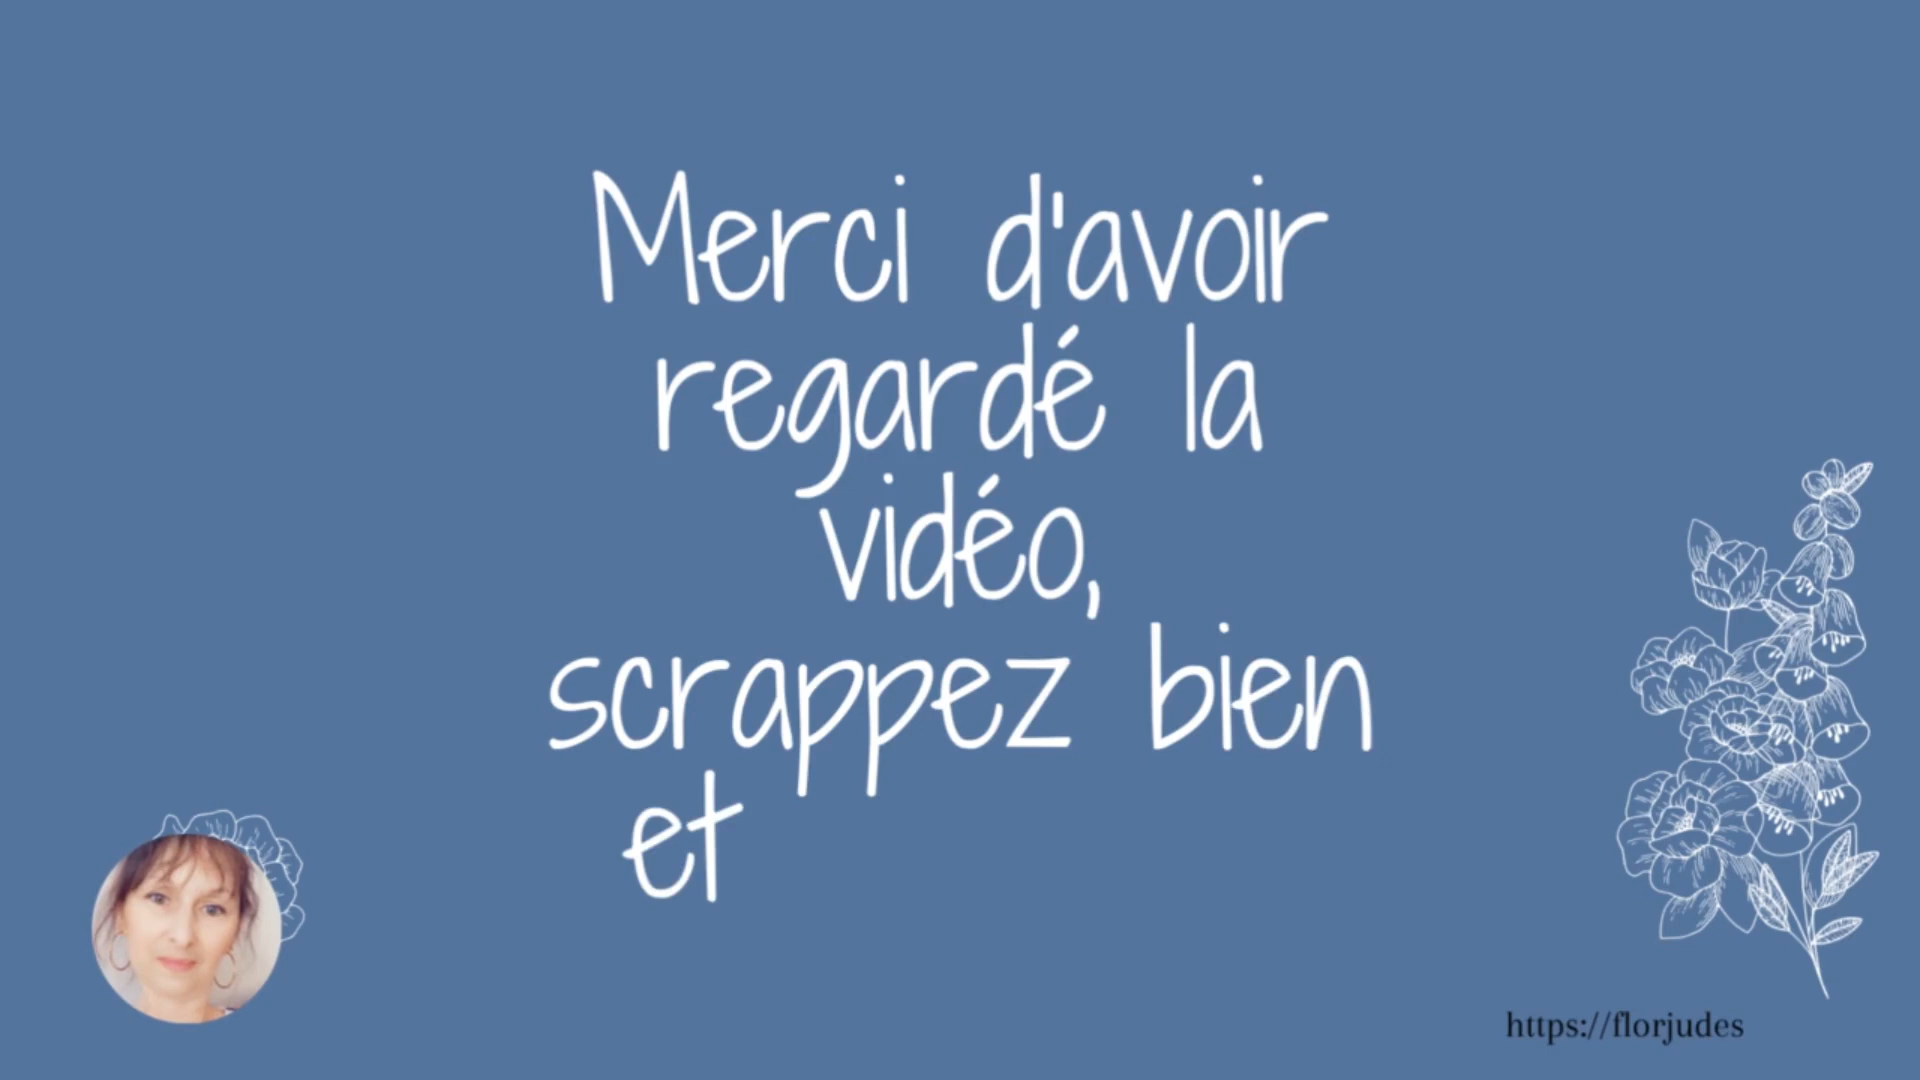 Merci d'avoir
regardé la
vidéo,
scrappez bien
et
https://florjudes